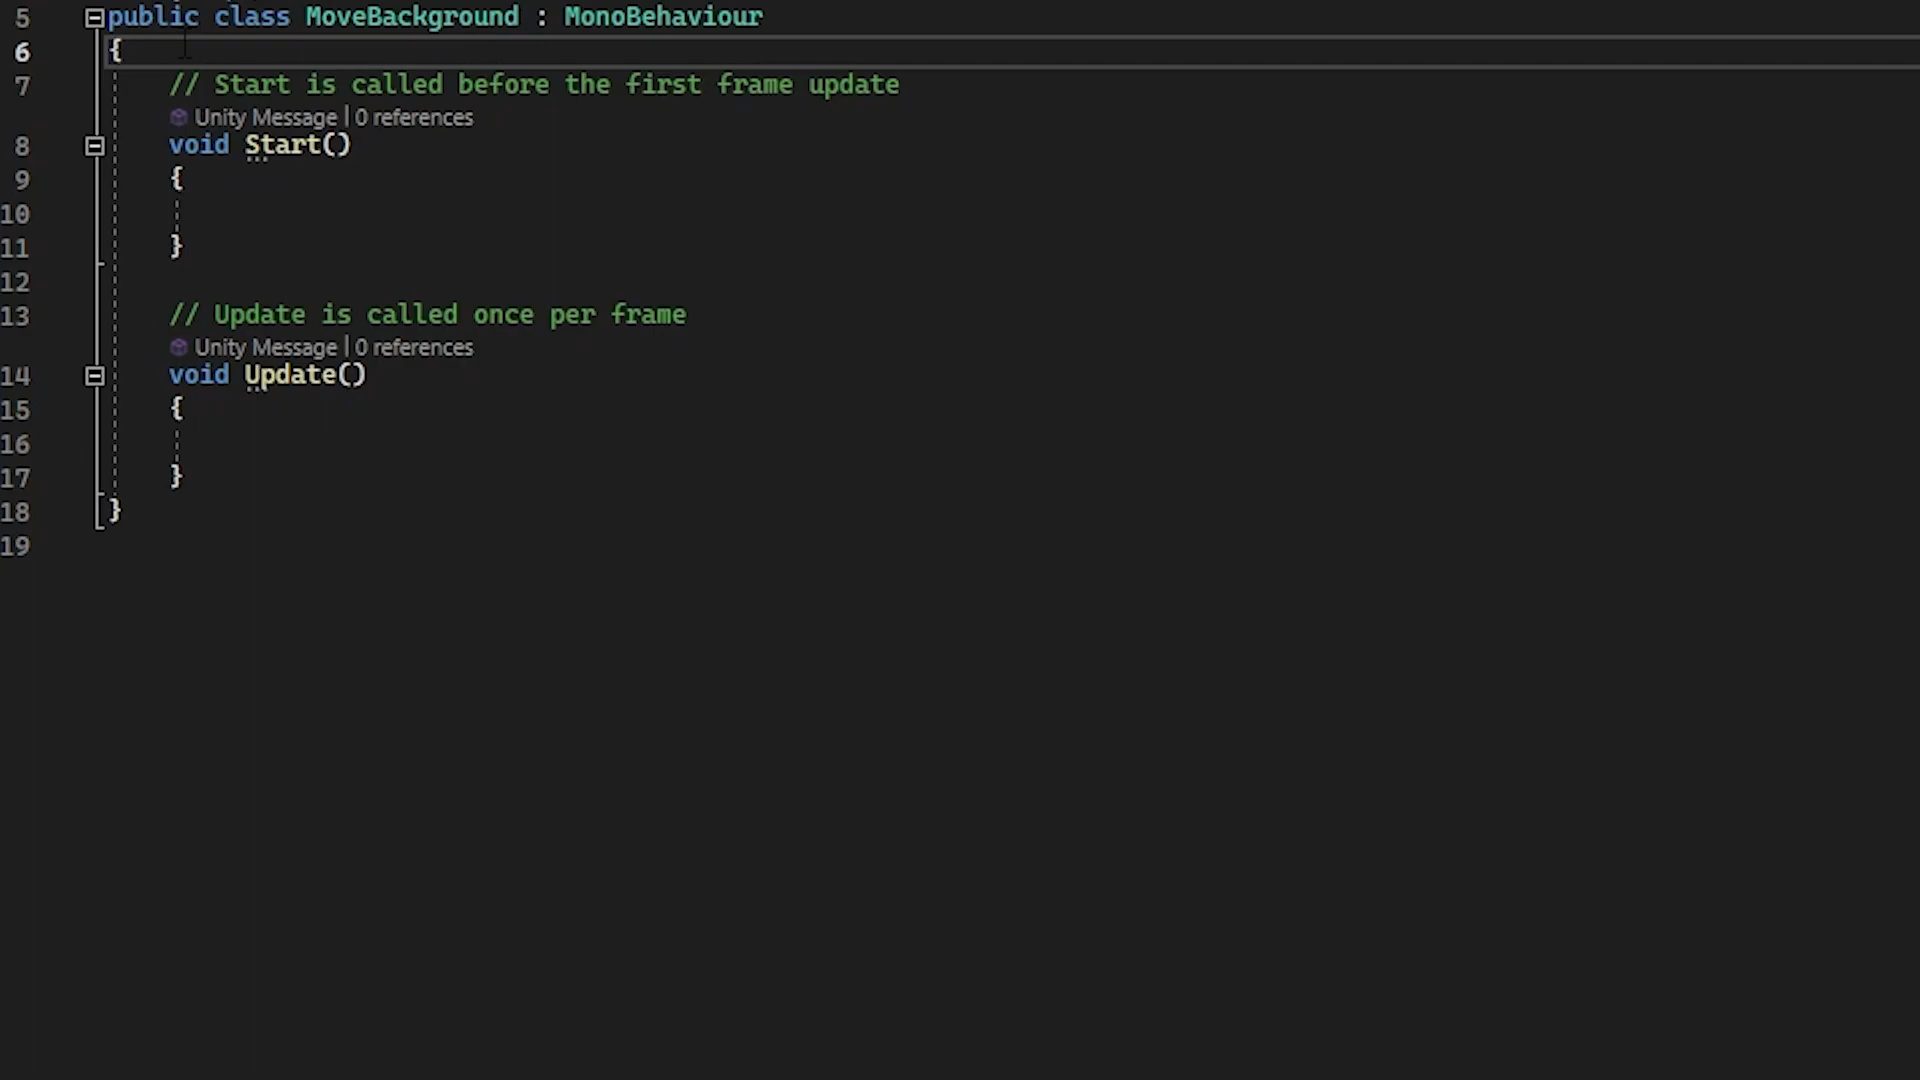 5 public class MoveBackground : MonoBehaviour
6 {
7 // Start is called before the first frame update
Unity Message | 0 references
8 void Start()
9 {
10
11 }
12
13 // Update is called once per frame
Unity Message | 0 references
14 void Update()
15 {
16
17 }
18 }
19